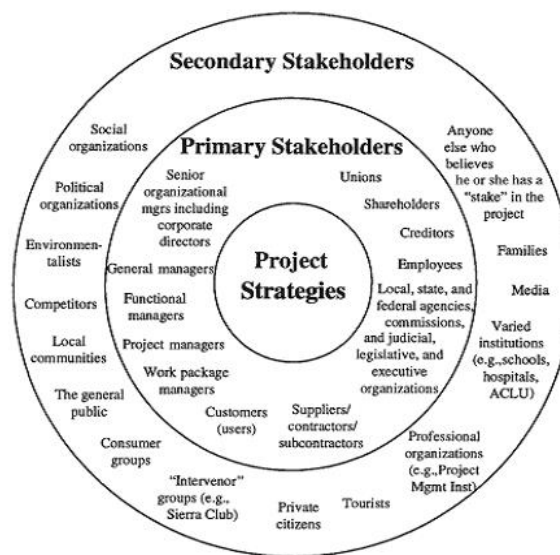 Secondary Stakeholders
Social
organizations
Political
organizations
Environmen-
talists
Competitors
Local
communities
The general
public
Consumer
groups
"Intervenor"
groups (e.g.,
Sierra Club)
Private
citizens
Tourists
Professional
organizations
(e.g.,Project
Mgmt Inst)
Varied
institutions
(e.g.,schools,
hospitals,
ACLU)
Media
Families
Anyone
else who
believes
he or she has a
"stake" in the
project
Primary Stakeholders
Senior
organizational
mgrs including
corporate
directors
General managers
Functional
managers
Project managers
Work package
managers
Customers
(users)
Suppliers/
contractors/
subcontractors
Unions
Shareholders
Creditors
Employees
Local, state, and
federal agencies,
commissions,
and judicial,
legislative, and
executive
organizations
Project
Strategies